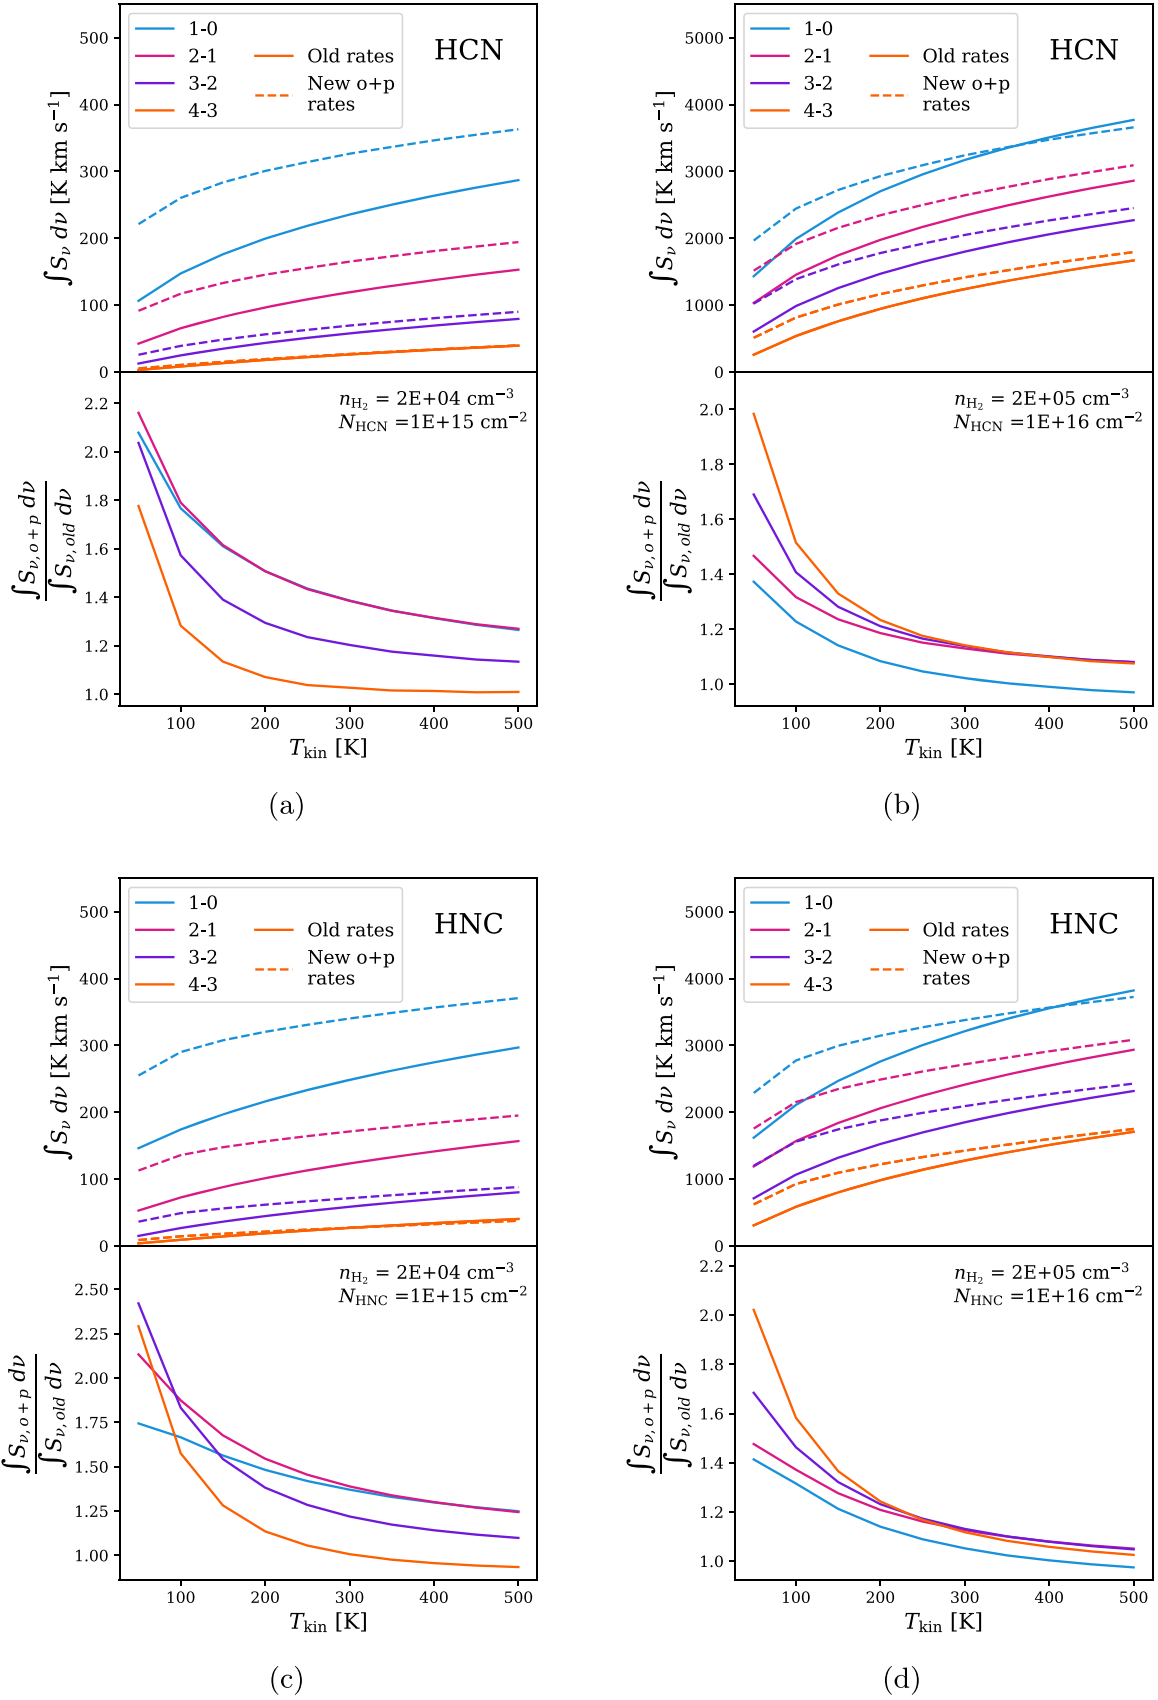 HCN
1-0
2-1
3-2
4-3
Old rates
New o+p
rates
∫ S_ν dν [K km s⁻¹]
500
400
300
200
100
0
n_H₂ = 2E+04 cm⁻³
N_HCN =1E+15 cm⁻²
∫ S_ν,o+p dν
∫ S_ν,old dν
2.2
2.0
1.8
1.6
1.4
1.2
1.0
100 200 300 400 500
T_kin [K]
(a)
HCN
1-0
2-1
3-2
4-3
Old rates
New o+p
rates
∫ S_ν dν [K km s⁻¹]
5000
4000
3000
2000
1000
0
n_H₂ = 2E+05 cm⁻³
N_HCN =1E+16 cm⁻²
∫ S_ν,o+p dν
∫ S_ν,old dν
2.0
1.8
1.6
1.4
1.2
1.0
100 200 300 400 500
T_kin [K]
(b)
HNC
1-0
2-1
3-2
4-3
Old rates
New o+p
rates
∫ S_ν dν [K km s⁻¹]
500
400
300
200
100
0
n_H₂ = 2E+04 cm⁻³
N_HNC =1E+15 cm⁻²
∫ S_ν,o+p dν
∫ S_ν,old dν
2.50
2.25
2.00
1.75
1.50
1.25
1.00
100 200 300 400 500
T_kin [K]
(c)
HNC
1-0
2-1
3-2
4-3
Old rates
New o+p
rates
∫ S_ν dν [K km s⁻¹]
5000
4000
3000
2000
1000
0
n_H₂ = 2E+05 cm⁻³
N_HNC =1E+16 cm⁻²
∫ S_ν,o+p dν
∫ S_ν,old dν
2.2
2.0
1.8
1.6
1.4
1.2
1.0
100 200 300 400 500
T_kin [K]
(d)